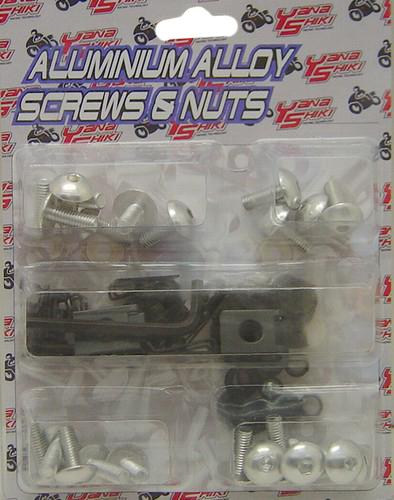 ALUMINIUM ALLOY
SCREWS & NUTS
YANA
SHIKI